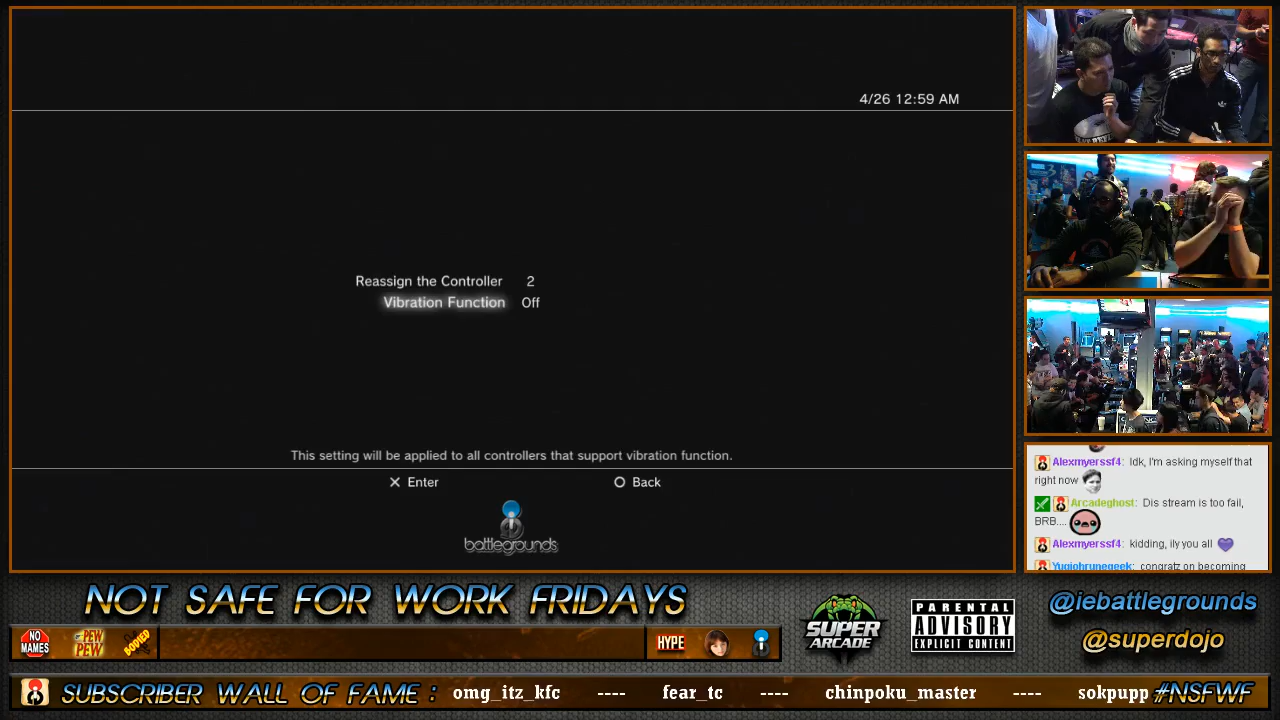 4/26 12:59 AM
Reassign the Controller 2
Vibration Function Off
This setting will be applied to all controllers that support vibration function.
X Enter O Back
battlegrounds
Alexmyerssf4: Idk, I'm asking myself that
right now
Arcadeghost: Dis stream is too fail,
BRB....
Alexmyerssf4: kidding, ily you all
Yugiohrunegeek: congratz on becoming
NOT SAFE FOR WORK FRIDAYS
NO MAMES
PEW PEW
BODIED
HYPE
SUPER
ARCADE
PARENTAL
ADVISORY
EXPLICIT CONTENT
@iebattlegrounds
@superdojo
SUBSCRIBER WALL OF FAME : omg_itz_kfc ---- fear_tc ---- chinpoku_master ---- sokpupp #NSFWF